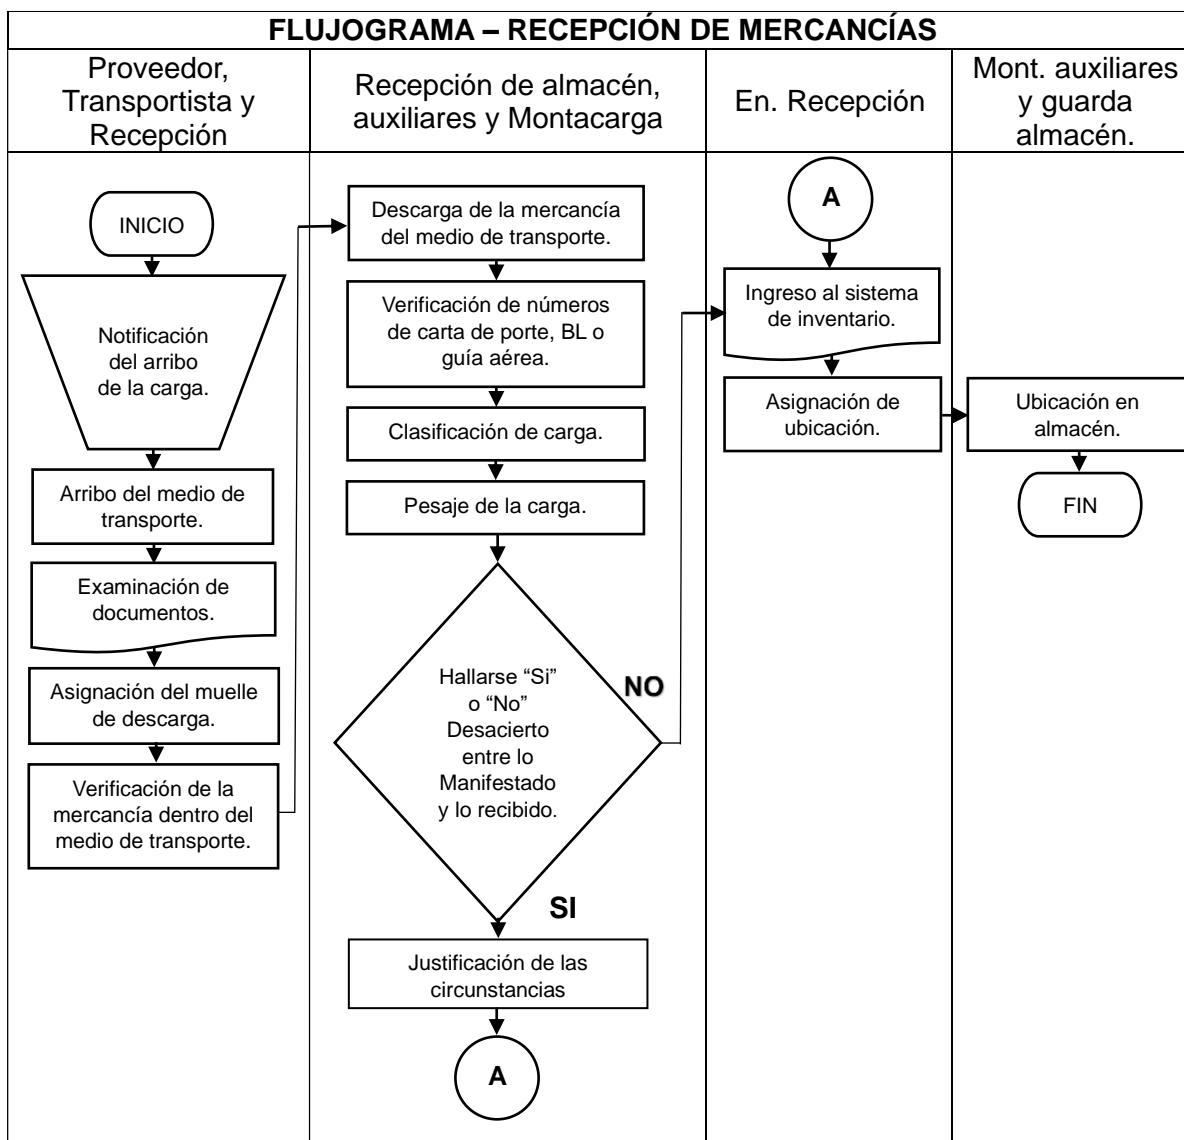 FLUJOGRAMA – RECEPCIÓN DE MERCANCÍAS
Proveedor,
Transportista y
Recepción
Recepción de almacén,
auxiliares y Montacarga
En. Recepción
Mont. auxiliares
y guarda
almacén.
INICIO
Notificación
del arribo
de la carga.
Arribo del medio de
transporte.
Examinación de
documentos.
Asignación del muelle
de descarga.
Verificación de la
mercancía dentro del
medio de transporte.
Descarga de la mercancía
del medio de transporte.
Verificación de números
de carta de porte, BL o
guía aérea.
Clasificación de carga.
Pesaje de la carga.
Hallarse “Si”
o “No”
Desacierto
entre lo
Manifestado
y lo recibido.
NO
SI
Justificación de las
circunstancias
A
A
Ingreso al sistema
de inventario.
Asignación de
ubicación.
Ubicación en
almacén.
FIN